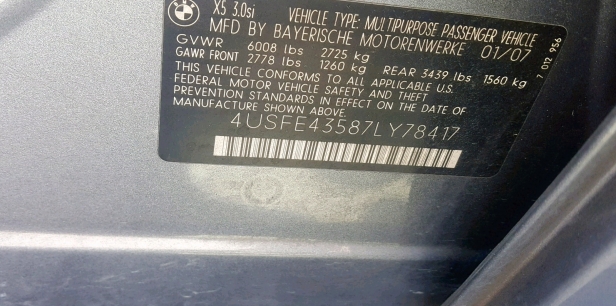 X5 3.0si VEHICLE TYPE: MULTIPURPOSE PASSENGER VEHICLE
MFD BY BAYERISCHE MOTORENWERKE 01/07
GVWR 6008 lbs 2725 kg
GAWR FRONT 2778 lbs 1260 kg REAR 3439 lbs 1560 kg
THIS VEHICLE CONFORMS TO ALL APPLICABLE U.S.
FEDERAL MOTOR VEHICLE SAFETY AND THEFT
PREVENTION STANDARDS IN EFFECT ON THE DATE OF
MANUFACTURE SHOWN ABOVE.
4USFE43587LY78417
7 012 956